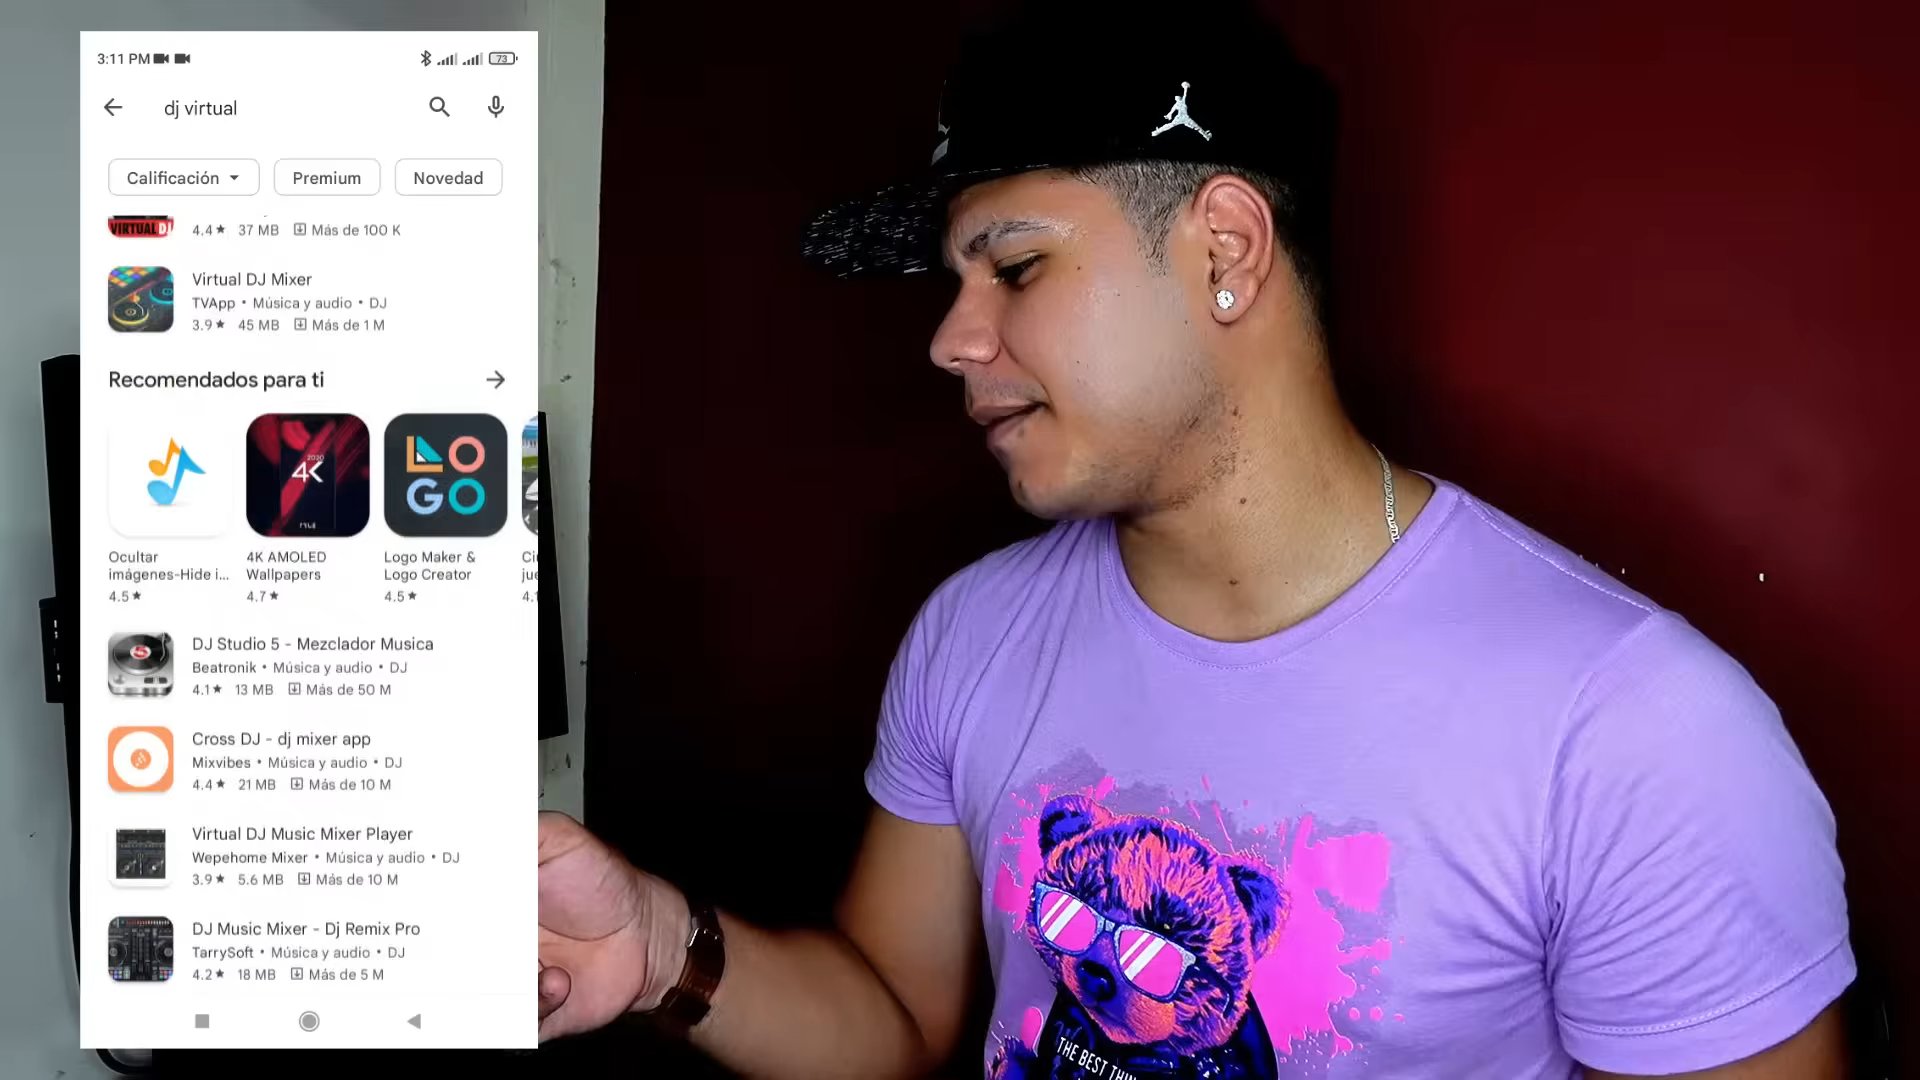 3:11 PM
73
dj virtual
Calificación
Premium
Novedad
VIRTUAL DJ
4.4★ 37 MB Más de 100 K
Virtual DJ Mixer
TVApp • Música y audio • DJ
3.9★ 45 MB Más de 1 M
Recomendados para ti
2020
4K
LOGO
Ocultar
imágenes-Hide i...
4.5★
4K AMOLED
Wallpapers
4.7★
Logo Maker &
Logo Creator
4.5★
DJ Studio 5 - Mezclador Musica
Beatronik • Música y audio • DJ
4.1★ 13 MB Más de 50 M
Cross DJ - dj mixer app
Mixvibes • Música y audio • DJ
4.4★ 21 MB Más de 10 M
Virtual DJ Music Mixer Player
Wepehome Mixer • Música y audio • DJ
3.9★ 5.6 MB Más de 10 M
DJ Music Mixer - Dj Remix Pro
TarrySoft • Música y audio • DJ
4.2★ 18 MB Más de 5 M
THE BEST